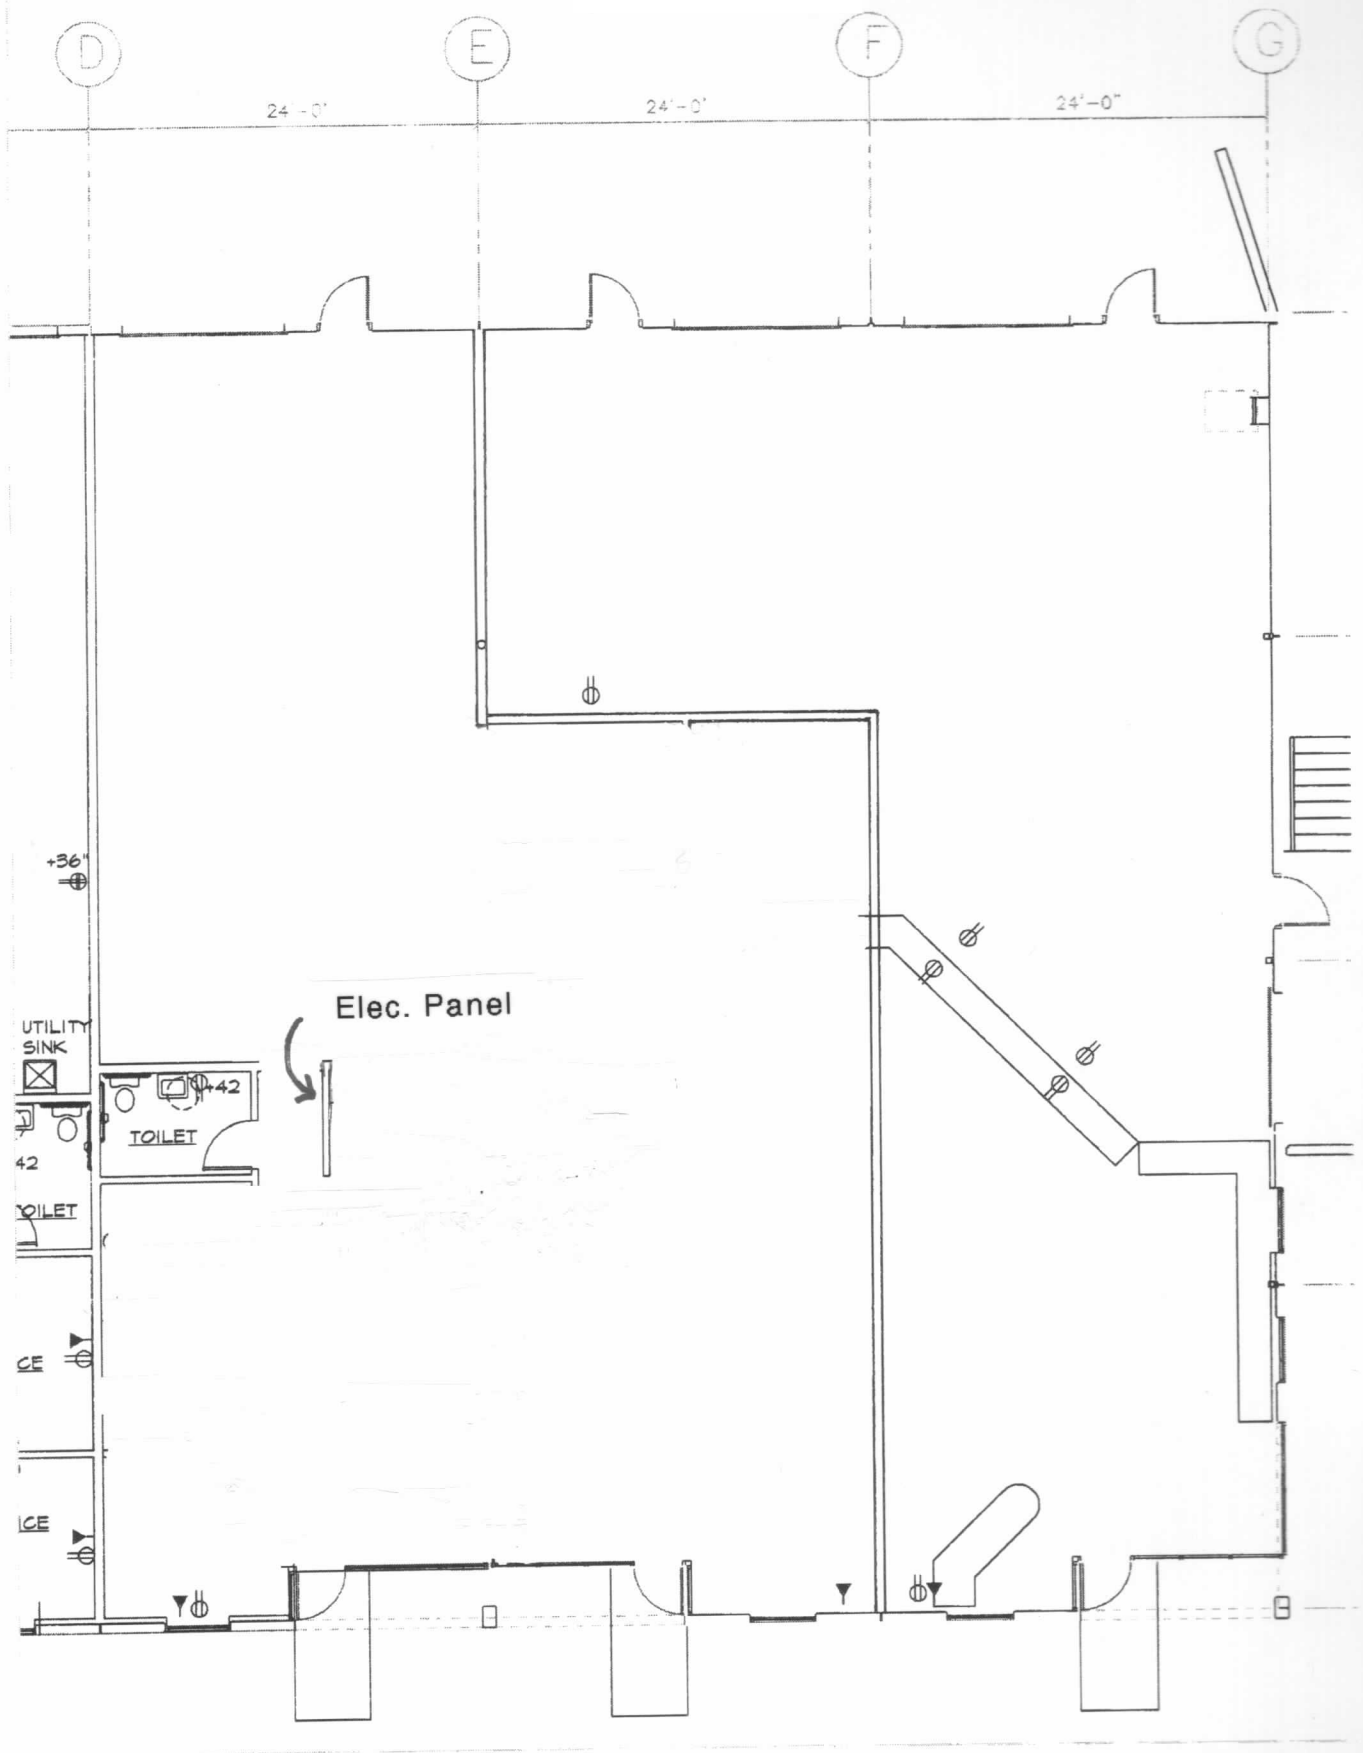 D
E
F
G
24'-0'
24'-0'
24'-0"
+36"
UTILITY
SINK
Elec. Panel
+42
TOILET
42
OILET
CE
ICE